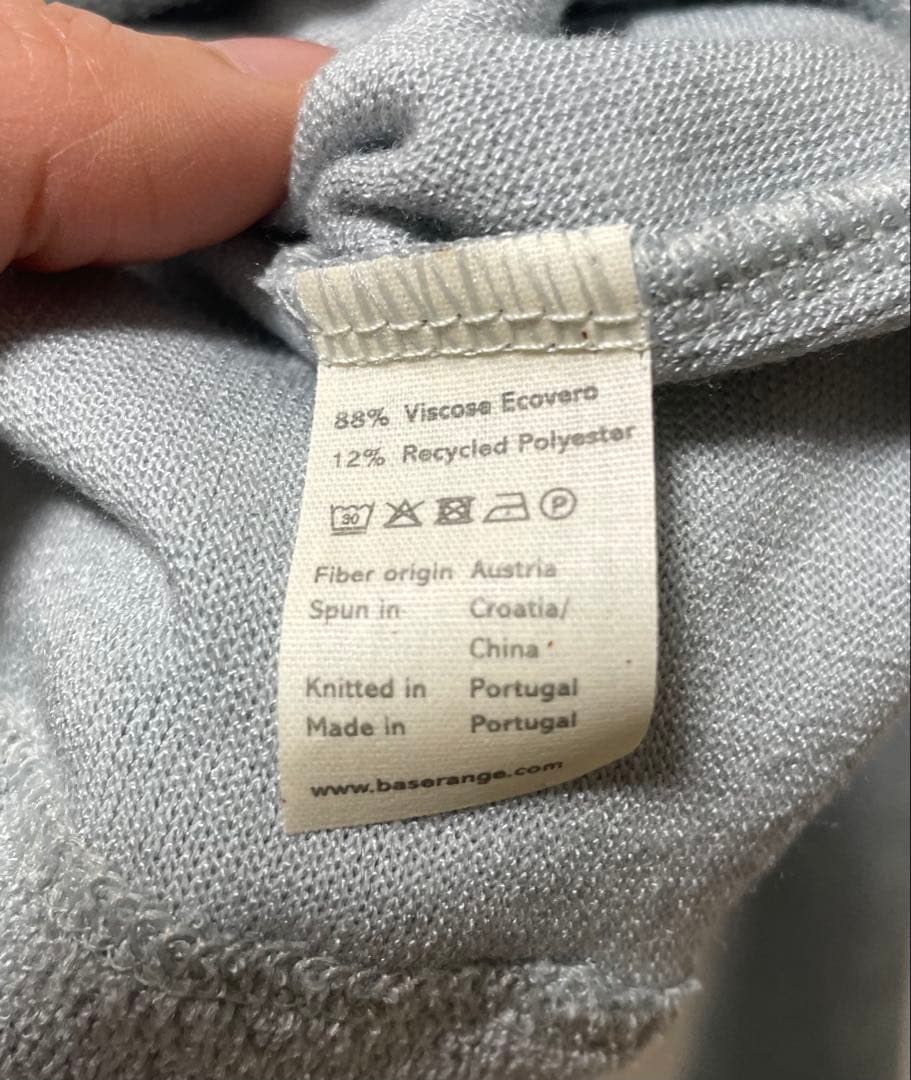 88% Viscose Ecovero
12% Recycled Polyester
30 P
Fiber origin Austria
Spun in Croatia/
China
Knitted in Portugal
Made in Portugal
www.baserange.com